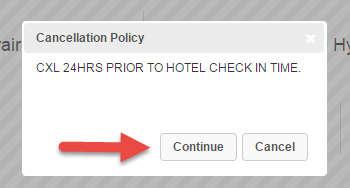 Cancellation Policy
CXL 24HRS PRIOR TO HOTEL CHECK IN TIME.
Continue Cancel